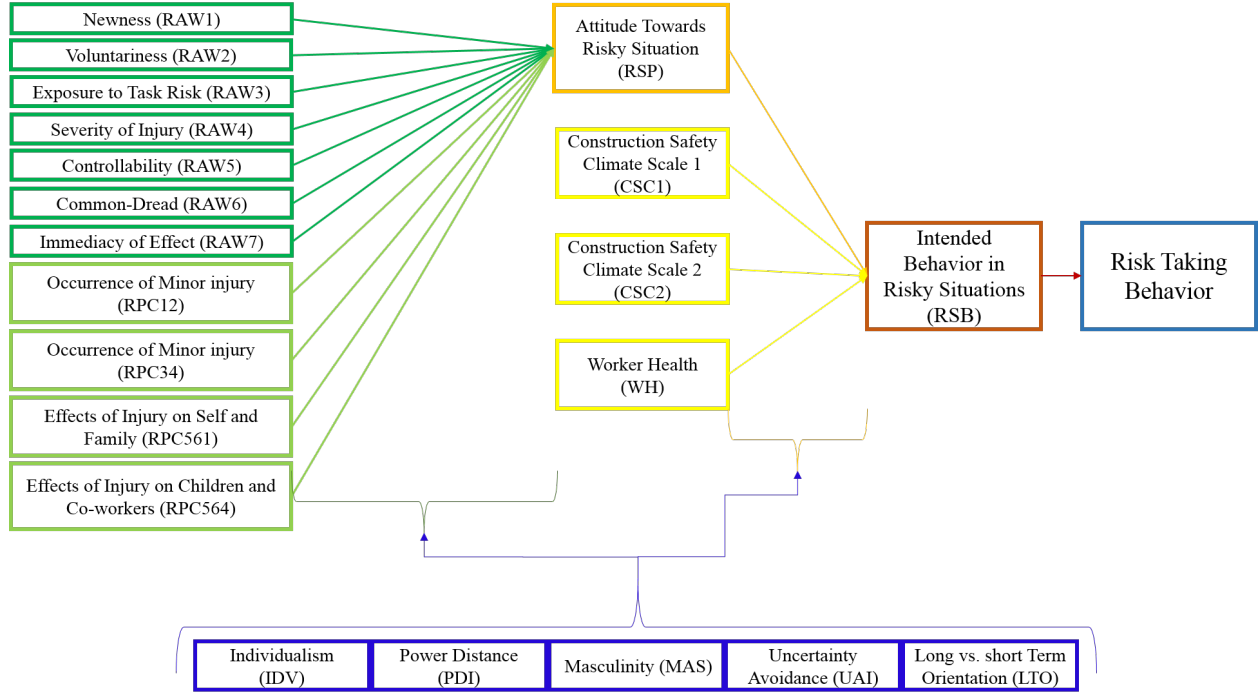 Newness (RAW1)
Voluntariness (RAW2)
Exposure to Task Risk (RAW3)
Severity of Injury (RAW4)
Controllability (RAW5)
Common-Dread (RAW6)
Immediacy of Effect (RAW7)
Occurrence of Minor injury
(RPC12)
Occurrence of Minor injury
(RPC34)
Effects of Injury on Self and
Family (RPC561)
Effects of Injury on Children and
Co-workers (RPC564)
Attitude Towards
Risky Situation
(RSP)
Construction Safety
Climate Scale 1
(CSC1)
Construction Safety
Climate Scale 2
(CSC2)
Worker Health
(WH)
Intended
Behavior in
Risky Situations
(RSB)
Risk Taking
Behavior
Individualism
(IDV)
Power Distance
(PDI)
Masculinity (MAS)
Uncertainty
Avoidance (UAI)
Long vs. short Term
Orientation (LTO)